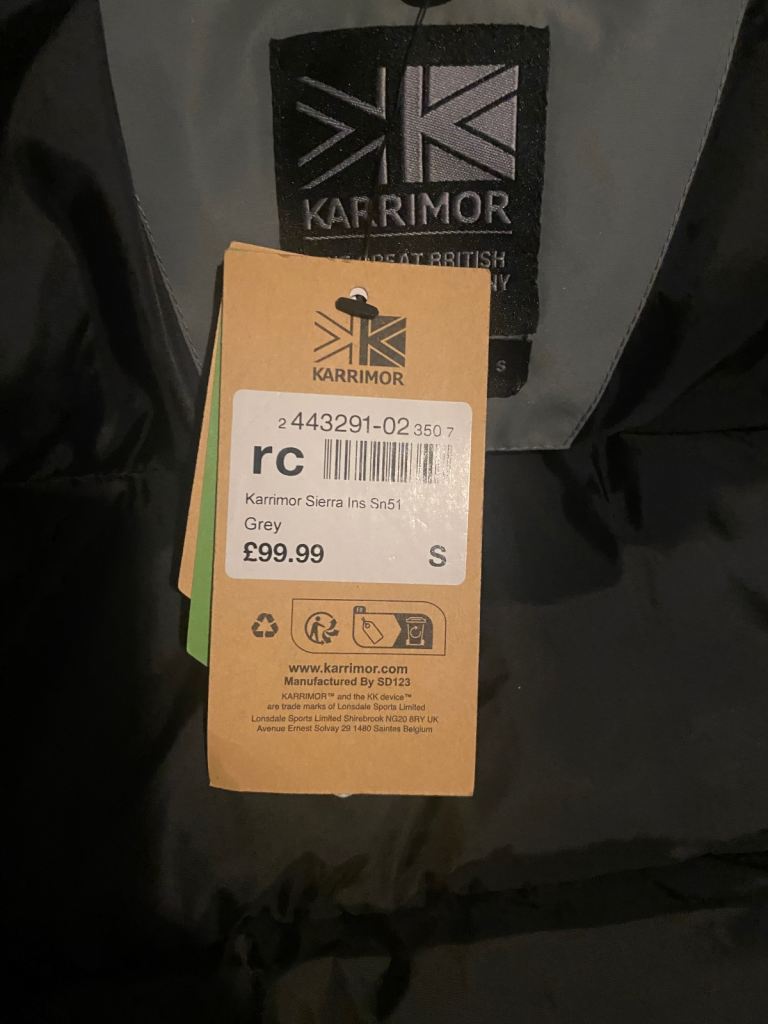 KARRIMOR
GREAT BRITISH
S
KARRIMOR
2 443291-02 350 7
rc
Karrimor Sierra Ins Sn51
Grey
£99.99 S
FR
www.karrimor.com
Manufactured By SD123
KARRIMOR™ and the KK device™
are trade marks of Lonsdale Sports Limited
Lonsdale Sports Limited Shirebrook NG20 8RY UK
Avenue Ernest Solvay 29 1480 Saintes Belgium